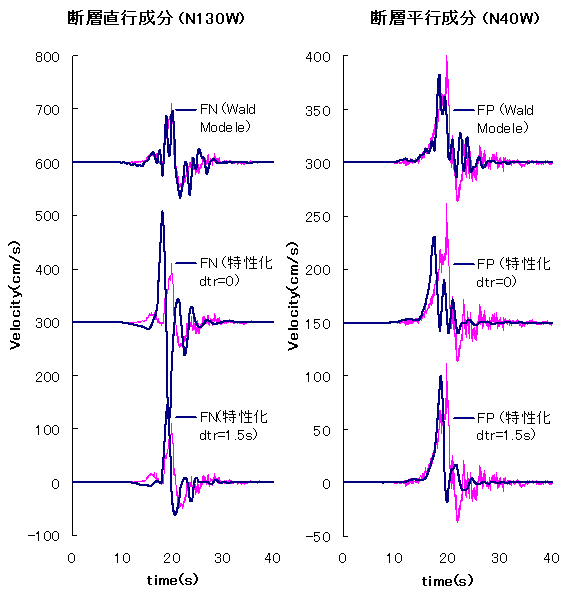 断層直行成分 (N130W)
800
700
600
500
400
300
200
100
0
-100
Velocity(cm/s)
FN (Wald
Modele)
FN (特性化
dtr=0)
FN(特性化
dtr=1.5s)
0
10
20
30
40
time(s)
断層平行成分 (N40W)
400
350
300
250
200
150
100
50
0
-50
Velocity(cm/s)
FP (Wald
Modele)
FP (特性化
dtr=0)
FP (特性化
dtr=1.5s)
0
10
20
30
40
time(s)